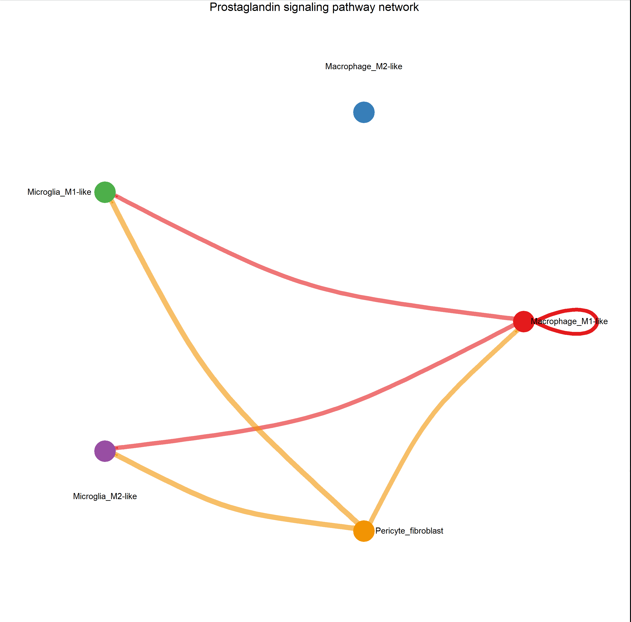 Prostaglandin signaling pathway network
Macrophage_M2-like
Microglia_M1-like
Macrophage_M1-like
Microglia_M2-like
Pericyte_fibroblast